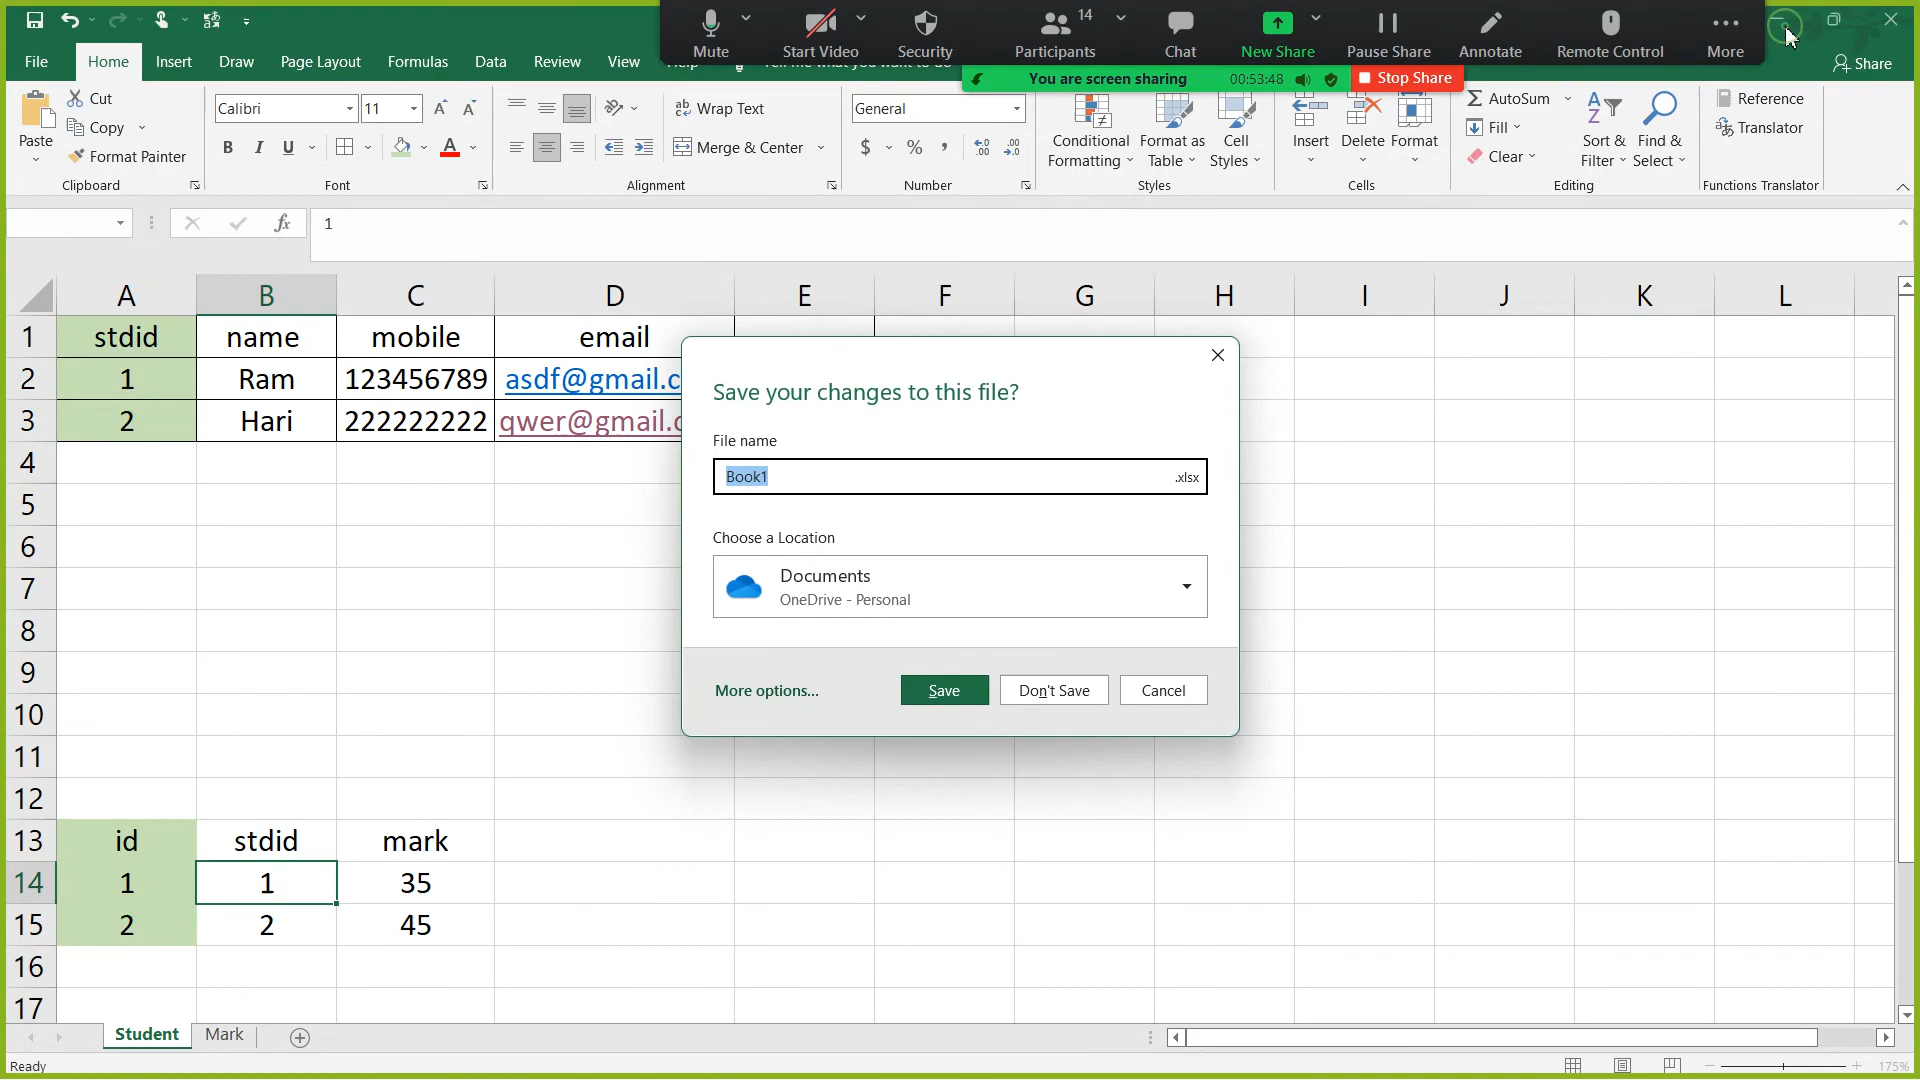 Mute
Start Video
Security
14
Participants
Chat
New Share
Pause Share
Annotate
Remote Control
More
You are screen sharing
00:53:48
Stop Share
File
Home
Insert
Draw
Page Layout
Formulas
Data
Review
View
Share
Paste
Cut
Copy
Format Painter
Clipboard
Calibri
11
B I U
Font
Wrap Text
Merge & Center
Alignment
General
$ % ,
Number
Conditional Formatting
Format as Table
Cell Styles
Styles
Insert
Delete
Format
Cells
AutoSum
Fill
Clear
Sort & Filter
Find & Select
Editing
Reference
Translator
Functions Translator
fx
1
A B C D E F G H I J K L
1 stdid name mobile email
2 1 Ram 123456789 asdf@gmail.c
3 2 Hari 222222222 qwer@gmail.c
4
5
6
7
8
9
10
11
12
13 id stdid mark
14 1 1 35
15 2 2 45
16
17
Save your changes to this file?
File name
Book1 .xlsx
Choose a Location
Documents
OneDrive - Personal
More options...
Save
Don't Save
Cancel
Student
Mark
Ready
175%